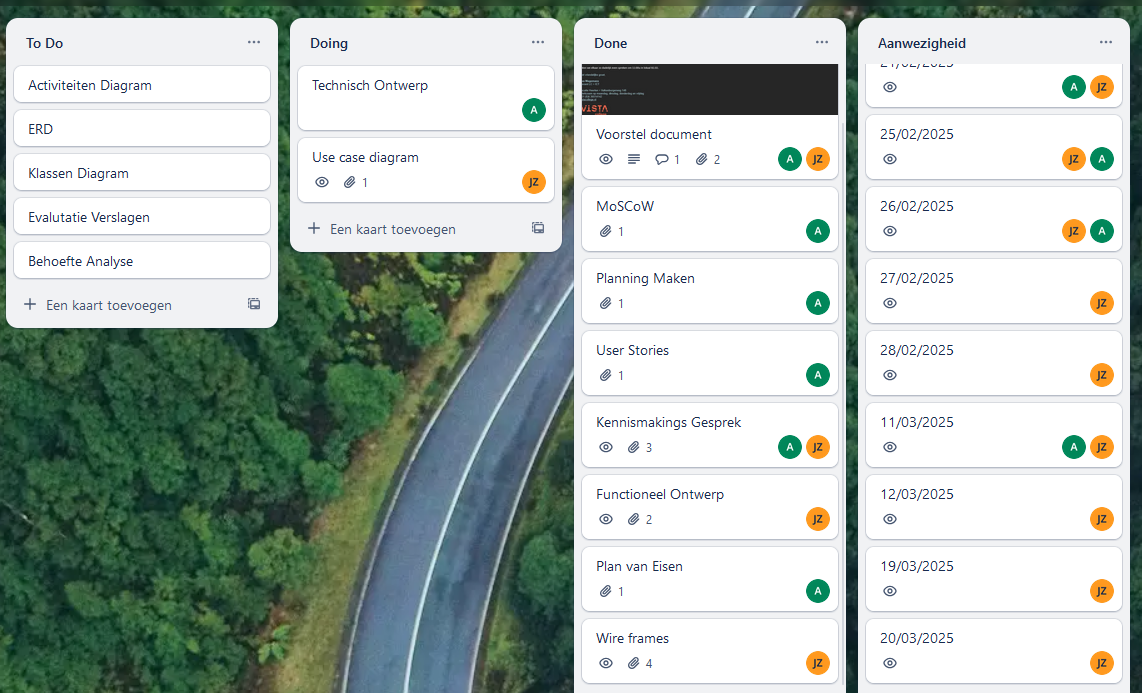 To Do
Activiteiten Diagram
ERD
Klassen Diagram
Evalutatie Verslagen
Behoefte Analyse
Een kaart toevoegen
Doing
Technisch Ontwerp
A
Use case diagram
1
JZ
Een kaart toevoegen
Done
VISTA
Voorstel document
1 2 A JZ
MoSCoW
1 A
Planning Maken
1 A
User Stories
1 A
Kennismakings Gesprek
3 A JZ
Functioneel Ontwerp
2 JZ
Plan van Eisen
1 A
Wire frames
4 JZ
Aanwezigheid
21/02/2025
A JZ
25/02/2025
JZ A
26/02/2025
JZ A
27/02/2025
JZ
28/02/2025
JZ
11/03/2025
A JZ
12/03/2025
JZ
19/03/2025
JZ
20/03/2025
JZ